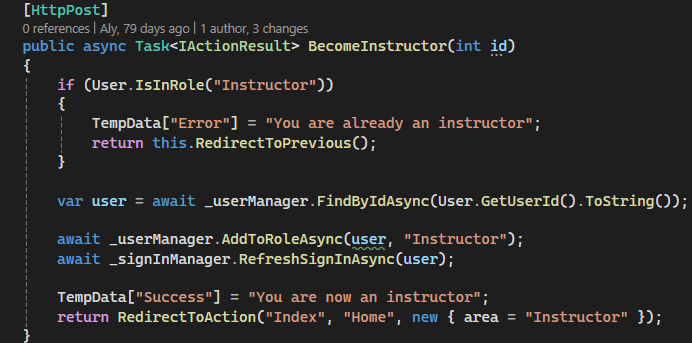 [HttpPost]
0 references | Aly, 79 days ago | 1 author, 3 changes
public async Task<IActionResult> BecomeInstructor(int id)
{
    if (User.IsInRole("Instructor"))
    {
        TempData["Error"] = "You are already an instructor";
        return this.RedirectToPrevious();
    }

    var user = await _userManager.FindByIdAsync(User.GetUserId().ToString());

    await _userManager.AddToRoleAsync(user, "Instructor");
    await _signInManager.RefreshSignInAsync(user);

    TempData["Success"] = "You are now an instructor";
    return RedirectToAction("Index", "Home", new { area = "Instructor" });
}